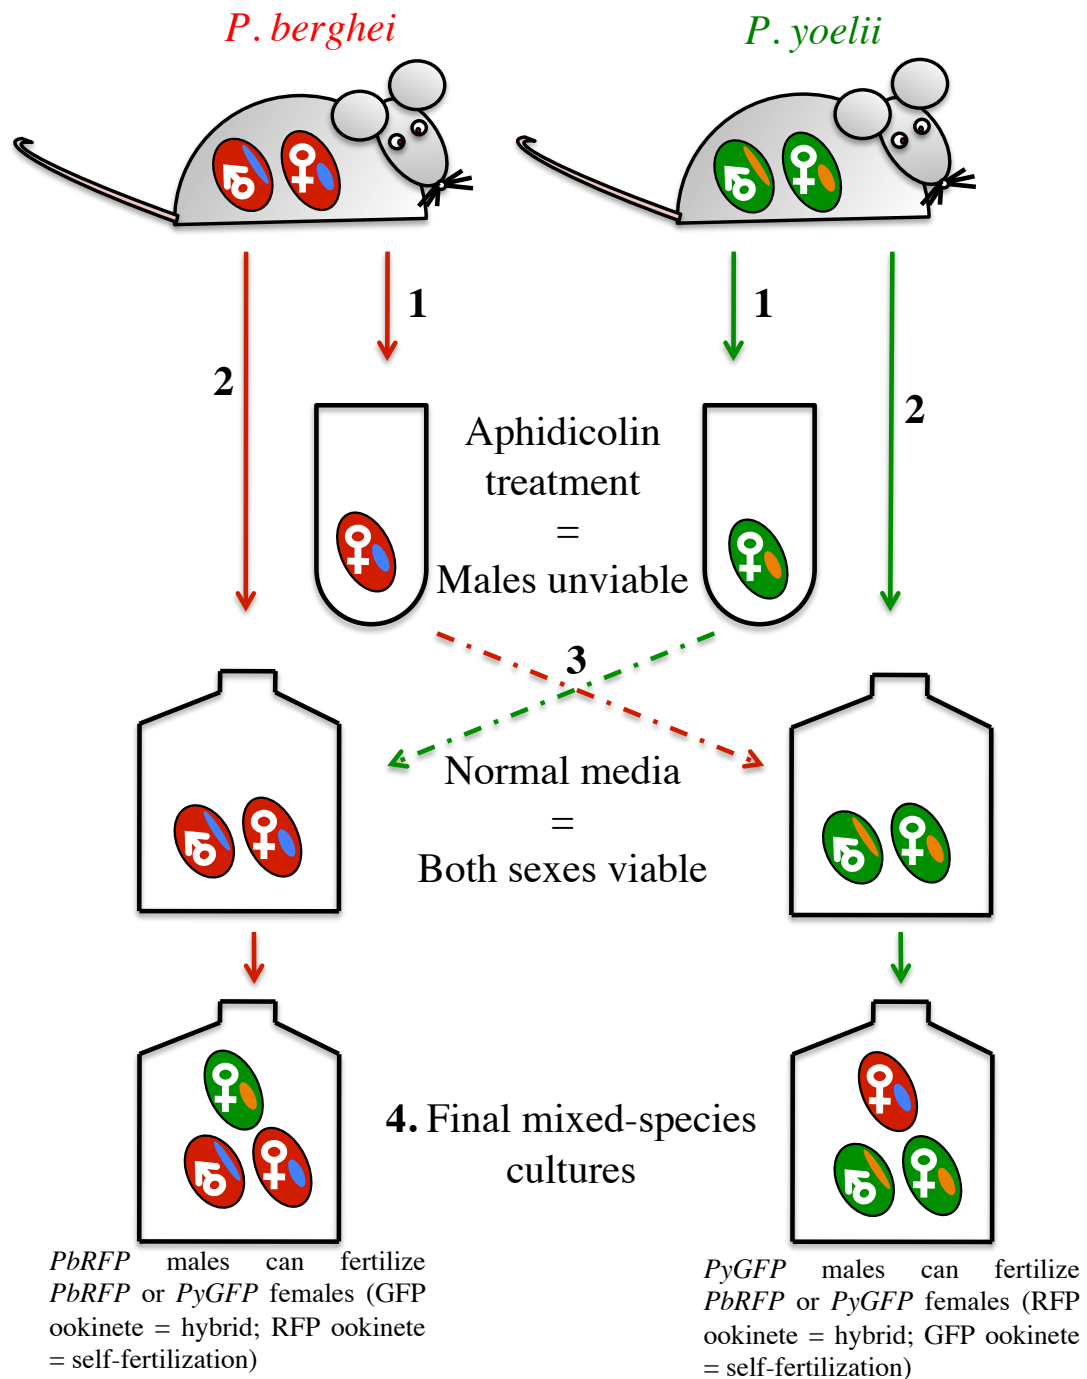 P. berghei
P. yoelii
1
1
2
2
Aphidicolin
treatment
=
Males unviable
3
Normal media
=
Both sexes viable
4. Final mixed-species
cultures
PbRFP males can fertilize
PbRFP or PyGFP females (GFP
ookinete = hybrid; RFP ookinete
= self-fertilization)
PyGFP males can fertilize
PbRFP or PyGFP females (RFP
ookinete = hybrid; GFP ookinete
= self-fertilization)